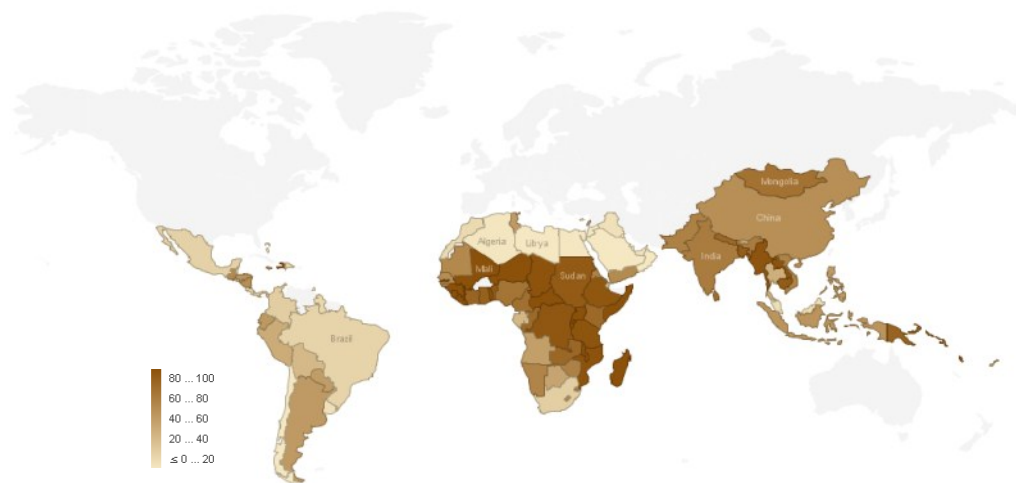 Mongolia
China
India
Algeria
Libya
Mali
Sudan
Brazil
80 ... 100
60 ... 80
40 ... 60
20 ... 40
≤ 0 ... 20